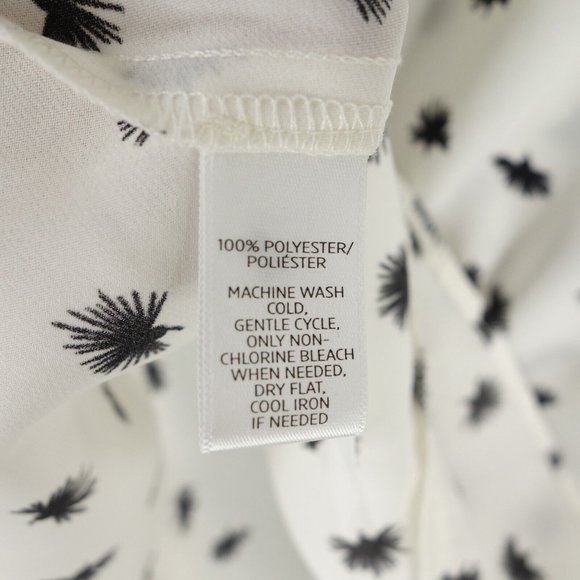 100% POLYESTER/
POLIÉSTER
MACHINE WASH
COLD,
GENTLE CYCLE,
ONLY NON-
CHLORINE BLEACH
WHEN NEEDED,
DRY FLAT,
COOL IRON
IF NEEDED